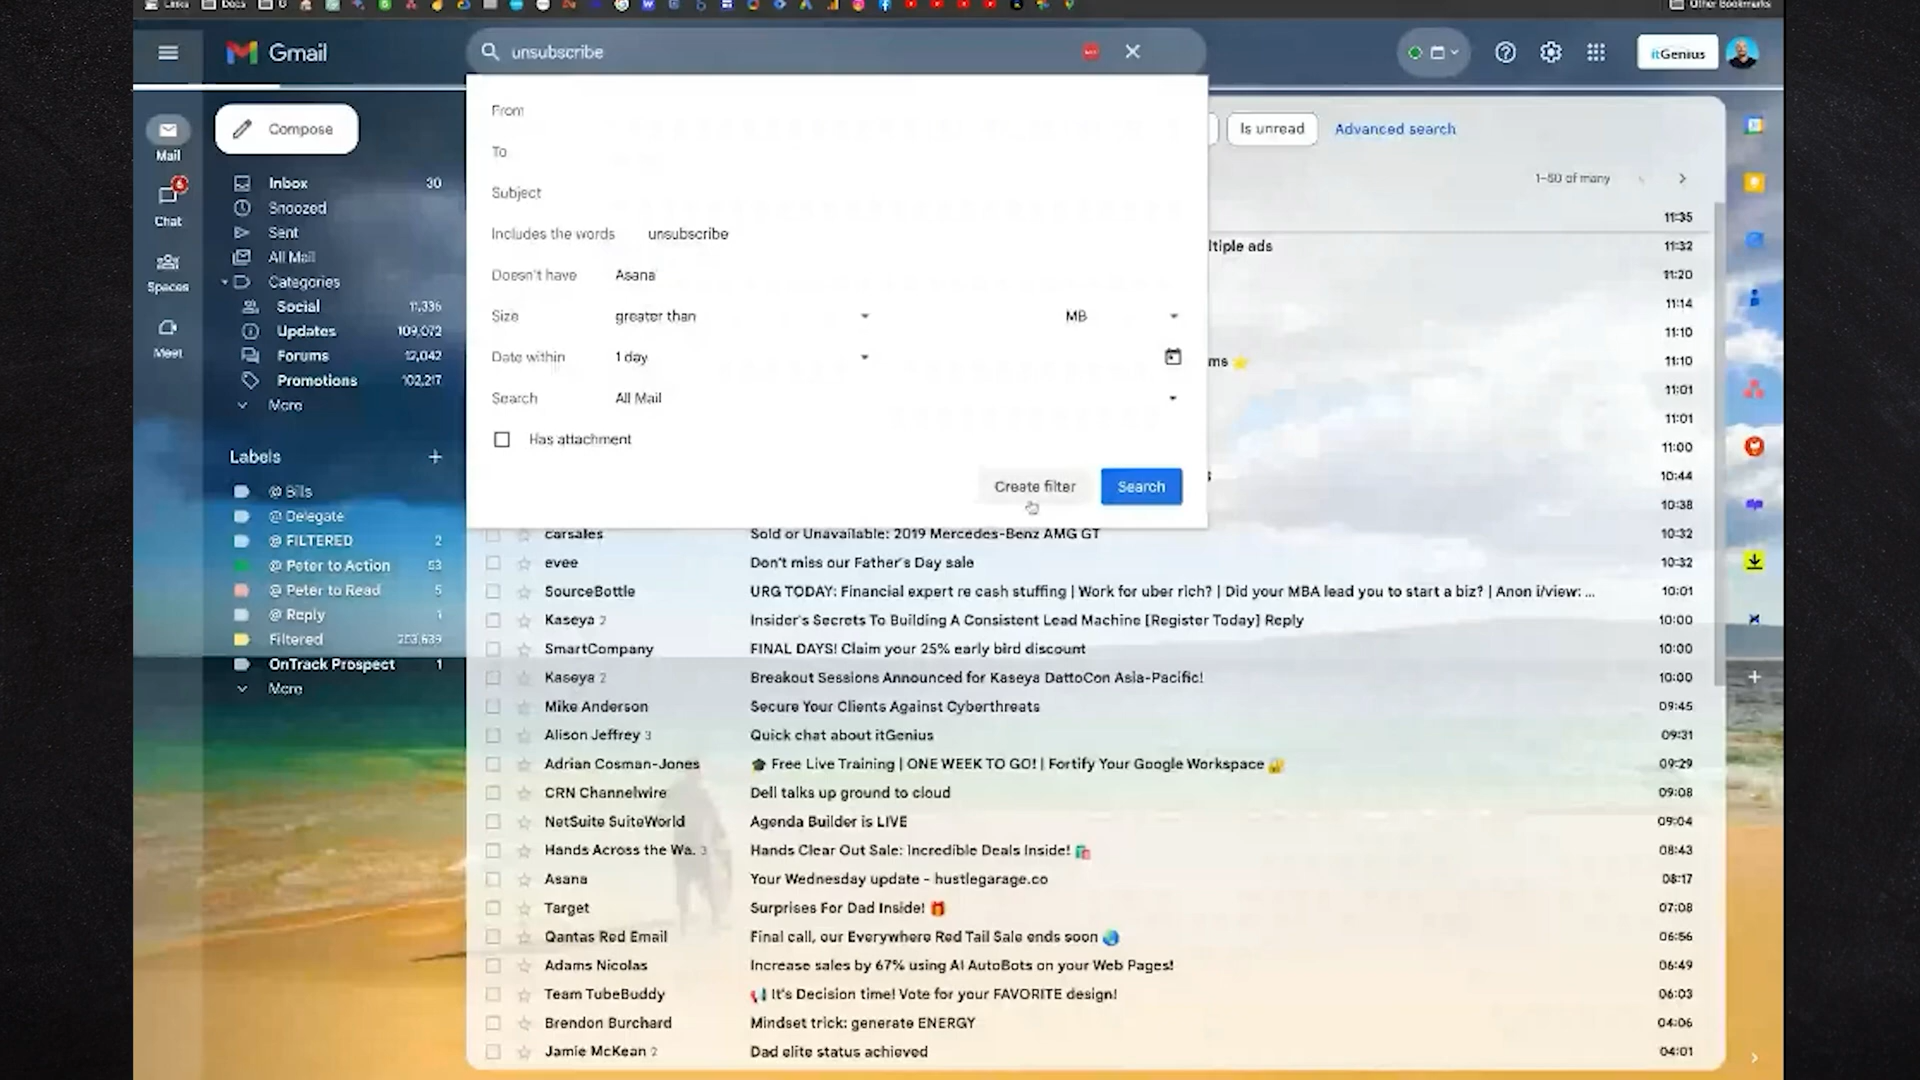 Links
Docs
Other Bookmarks
Gmail
unsubscribe
itGenius
Compose
Mail
6
Chat
Spaces
Meet
Inbox 30
Snoozed
Sent
All Mail
Categories
Social 11,336
Updates 109,072
Forums 12,042
Promotions 102,217
More
Labels
@ Bills
@ Delegate
@ FILTERED 2
@ Peter to Action 53
@ Peter to Read 5
@ Reply 1
Filtered 253,639
OnTrack Prospect 1
More
From
To
Subject
Includes the words unsubscribe
Doesn't have Asana
Size greater than MB
Date within 1 day
Search All Mail
Has attachment
Create filter
Search
Is unread
Advanced search
1-50 of many
11:35
ltiple ads 11:32
11:20
11:14
11:10
ms ⭐ 11:10
11:01
11:01
11:00
10:44
10:38
carsales Sold or Unavailable: 2019 Mercedes-Benz AMG GT 10:32
evee Don't miss our Father's Day sale 10:32
SourceBottle URG TODAY: Financial expert re cash stuffing | Work for uber rich? | Did your MBA lead you to start a biz? | Anon i/view: ... 10:01
Kaseya 2 Insider's Secrets To Building A Consistent Lead Machine [Register Today] Reply 10:00
SmartCompany FINAL DAYS! Claim your 25% early bird discount 10:00
Kaseya 2 Breakout Sessions Announced for Kaseya DattoCon Asia-Pacific! 10:00
Mike Anderson Secure Your Clients Against Cyberthreats 09:45
Alison Jeffrey 3 Quick chat about itGenius 09:31
Adrian Cosman-Jones 🎓 Free Live Training | ONE WEEK TO GO! | Fortify Your Google Workspace 🔐 09:29
CRN Channelwire Dell talks up ground to cloud 09:08
NetSuite SuiteWorld Agenda Builder is LIVE 09:04
Hands Across the Wa. 3 Hands Clear Out Sale: Incredible Deals Inside! 🛍️ 08:43
Asana Your Wednesday update - hustlegarage.co 08:17
Target Surprises For Dad Inside! 🎁 07:08
Qantas Red Email Final call, our Everywhere Red Tail Sale ends soon 🌏 06:56
Adams Nicolas Increase sales by 67% using AI AutoBots on your Web Pages! 06:49
Team TubeBuddy 📢 It's Decision time! Vote for your FAVORITE design! 06:03
Brendon Burchard Mindset trick: generate ENERGY 04:06
Jamie McKean 2 Dad elite status achieved 04:01